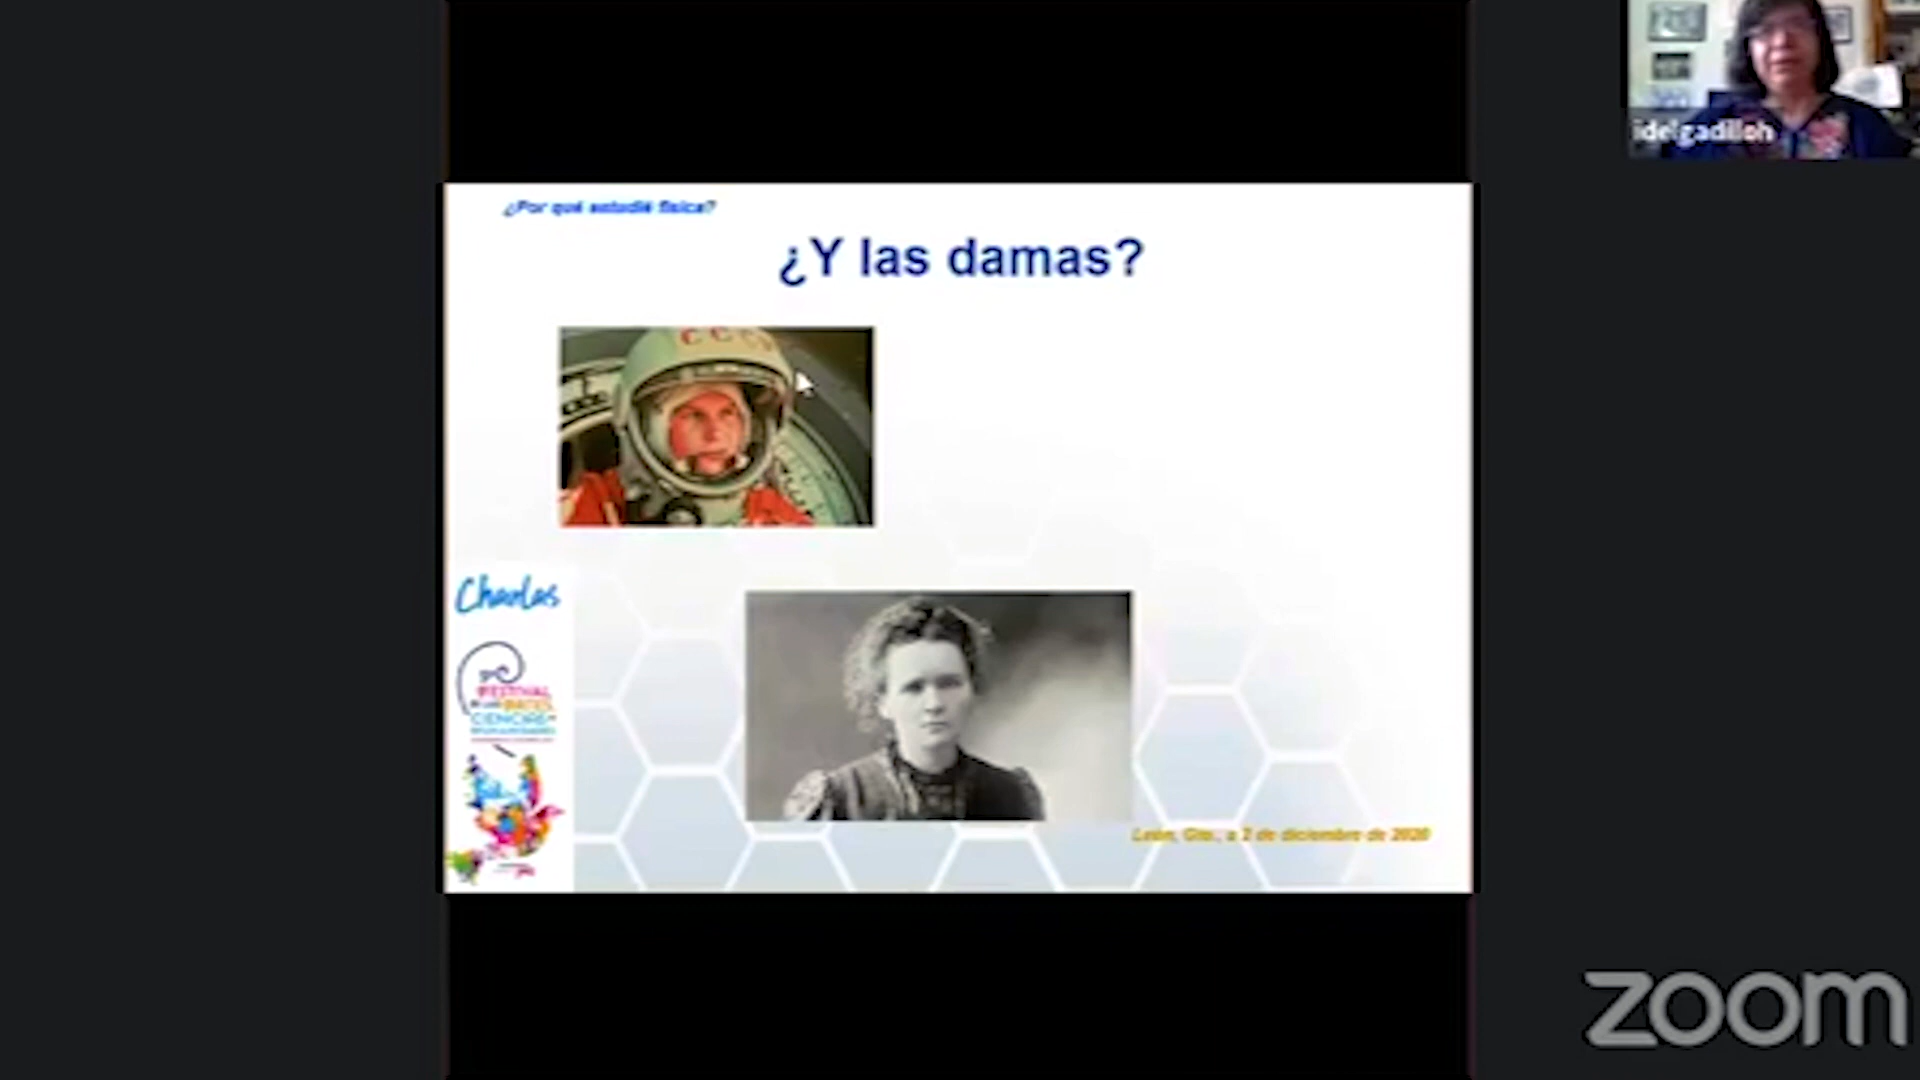 idelgadilloh
¿Por qué estudié física?
¿Y las damas?
CCCP
Charlas
FESTIVAL
DE LAS ARTES
CIENCIAS
León, Gto., a 2 de diciembre de 2020
zoom